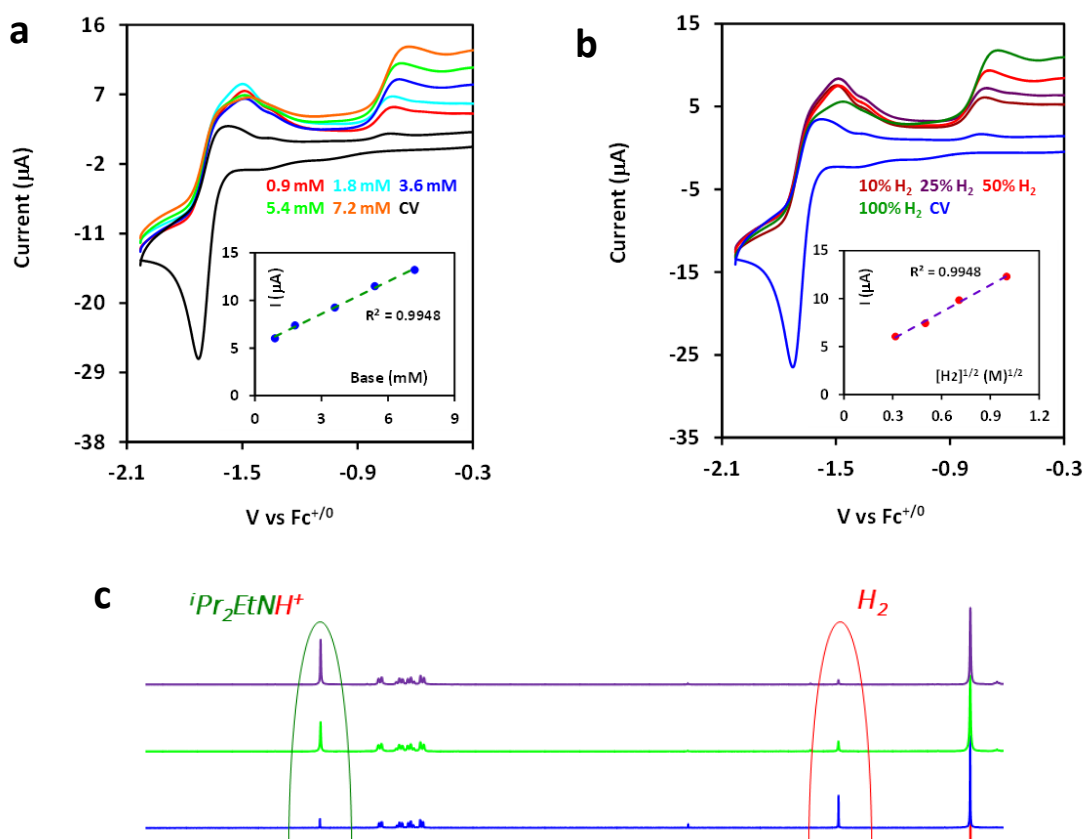 a
16
7
-2
-11
-20
-29
-38
Current (µA)
0.9 mM 1.8 mM 3.6 mM
5.4 mM 7.2 mM CV
15
10
5
0
I (µA)
R² = 0.9948
Base (mM)
0 3 6 9
-2.1 -1.5 -0.9 -0.3
V vs Fc⁺/⁰
b
15
5
-5
-15
-25
-35
Current (µA)
10% H₂ 25% H₂ 50% H₂
100% H₂ CV
15
10
5
0
I (µA)
R² = 0.9948
[H2]¹/² (M)¹/²
0 0.3 0.6 0.9 1.2
-2.1 -1.5 -0.9 -0.3
V vs Fc⁺/⁰
c
ⁱPr₂EtNH⁺
H₂